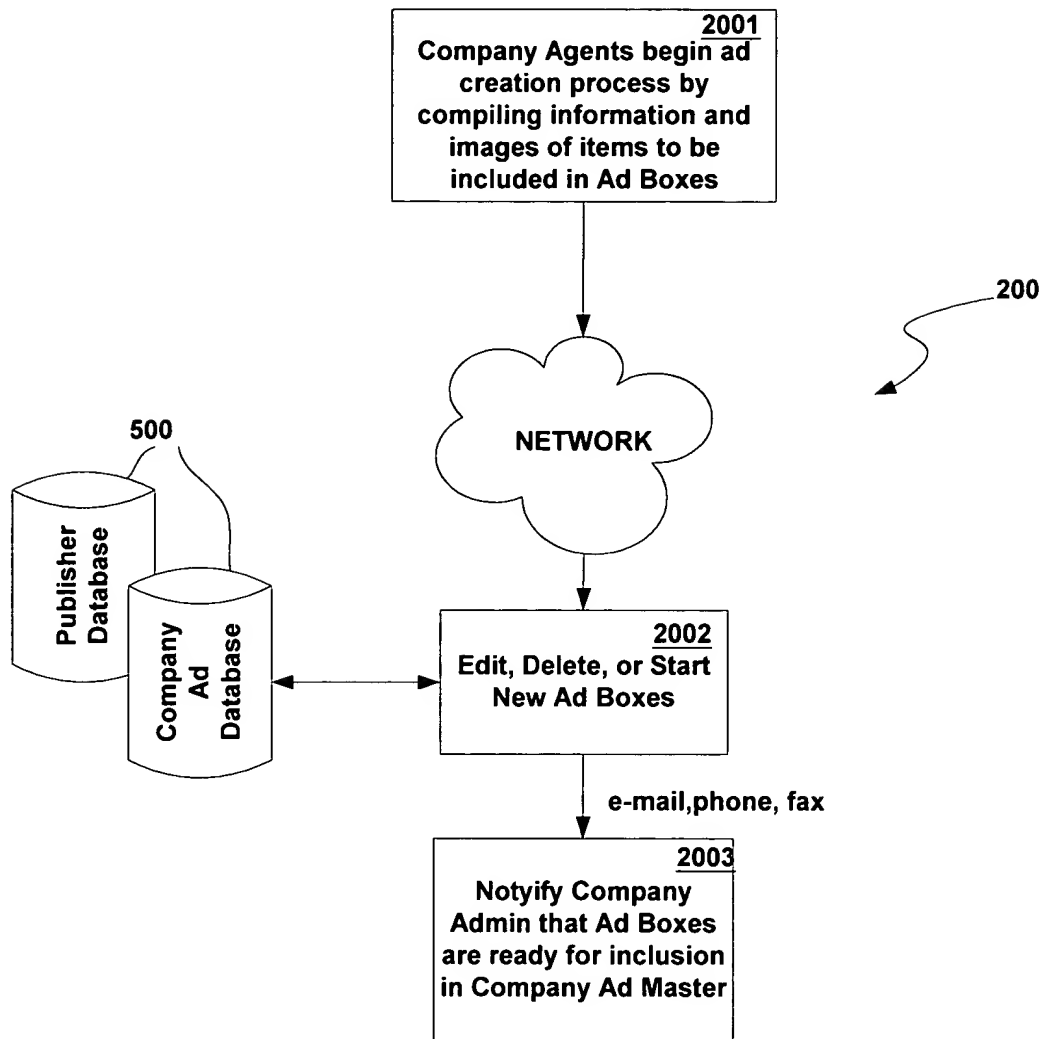 2001
Company Agents begin ad
creation process by
compiling information and
images of items to be
included in Ad Boxes
200
NETWORK
500
Publisher
Database
Company
Ad
Database
2002
Edit, Delete, or Start
New Ad Boxes
e-mail,phone, fax
2003
Notyify Company
Admin that Ad Boxes
are ready for inclusion
in Company Ad Master